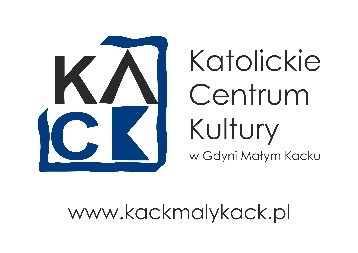 KA
CK
Katolickie
Centrum
Kultury
w Gdyni Małym Kacku
www.kackmalykack.pl